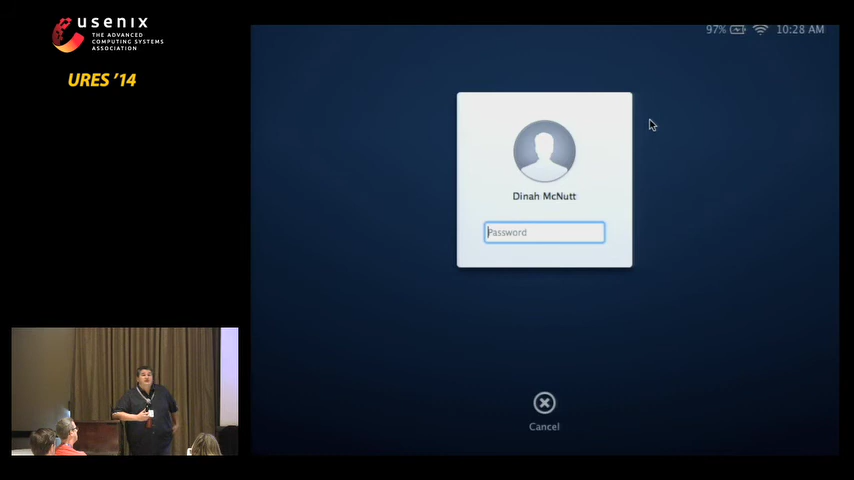 usenix
THE ADVANCED
COMPUTING SYSTEMS
ASSOCIATION
URES '14
97%
10:28 AM
Dinah McNutt
Password
Cancel